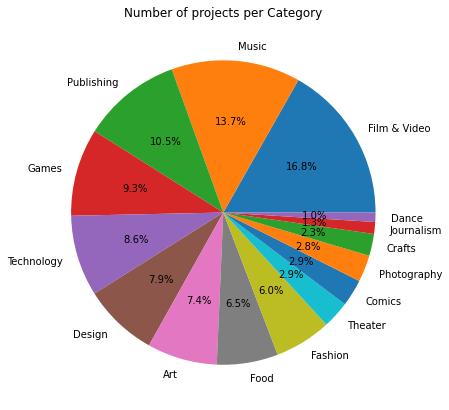 Number of projects per Category
Film & Video
16.8%
Music
13.7%
Publishing
10.5%
Games
9.3%
Technology
8.6%
Design
7.9%
Art
7.4%
Food
6.5%
Fashion
6.0%
Theater
2.9%
Comics
2.9%
Photography
2.8%
Crafts
2.3%
Journalism
1.3%
Dance
1.0%